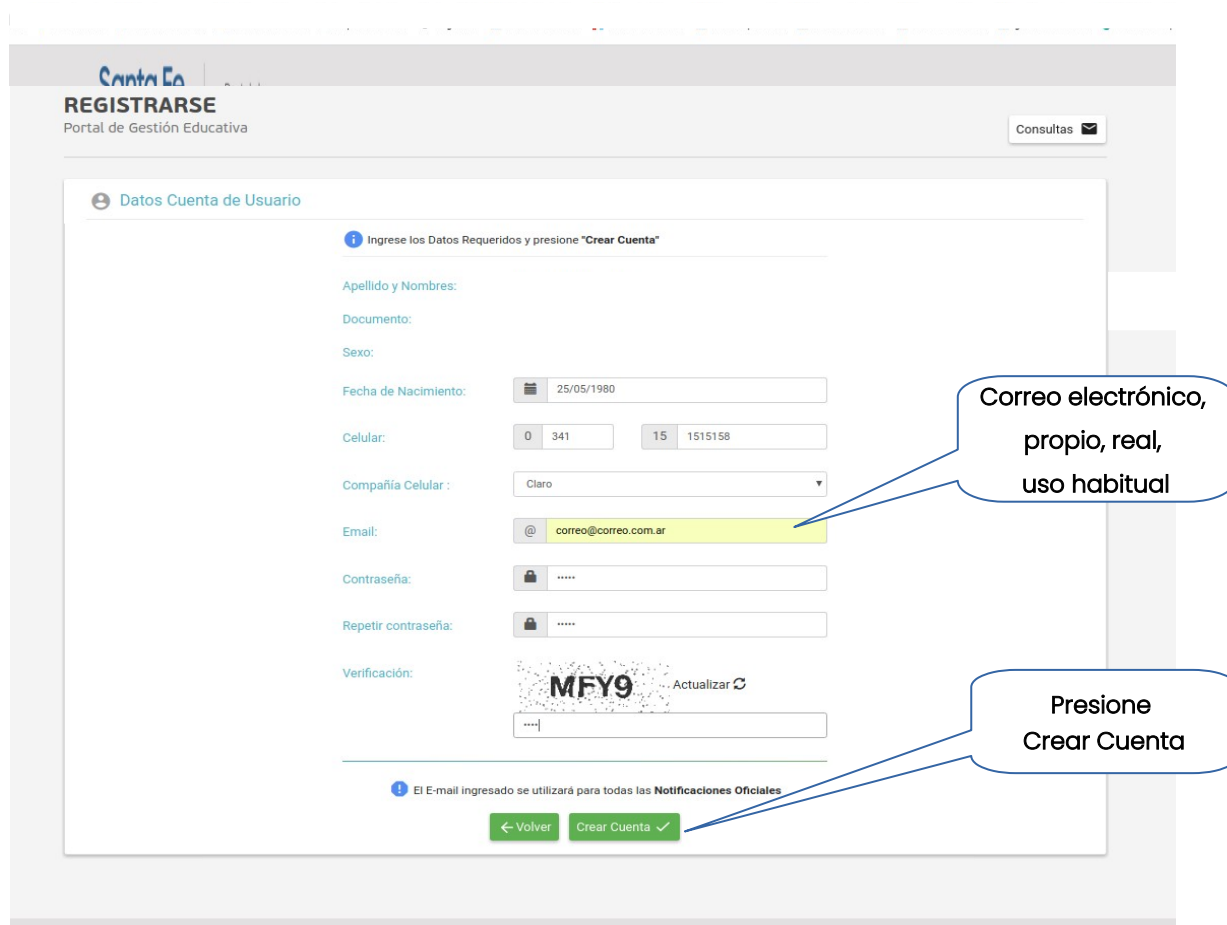 Santa Fe
REGISTRARSE
Portal de Gestión Educativa
Consultas
Datos Cuenta de Usuario
Ingrese los Datos Requeridos y presione "Crear Cuenta"
Apellido y Nombres:
Documento:
Sexo:
Fecha de Nacimiento: 25/05/1980
Celular: 0 341 15 1515158
Compañía Celular : Claro
Email: @ correo@correo.com.ar
Contraseña: •••••
Repetir contraseña: •••••
Verificación: MFY9 Actualizar
••••
El E-mail ingresado se utilizará para todas las Notificaciones Oficiales
Volver Crear Cuenta
Correo electrónico,
propio, real,
uso habitual
Presione
Crear Cuenta